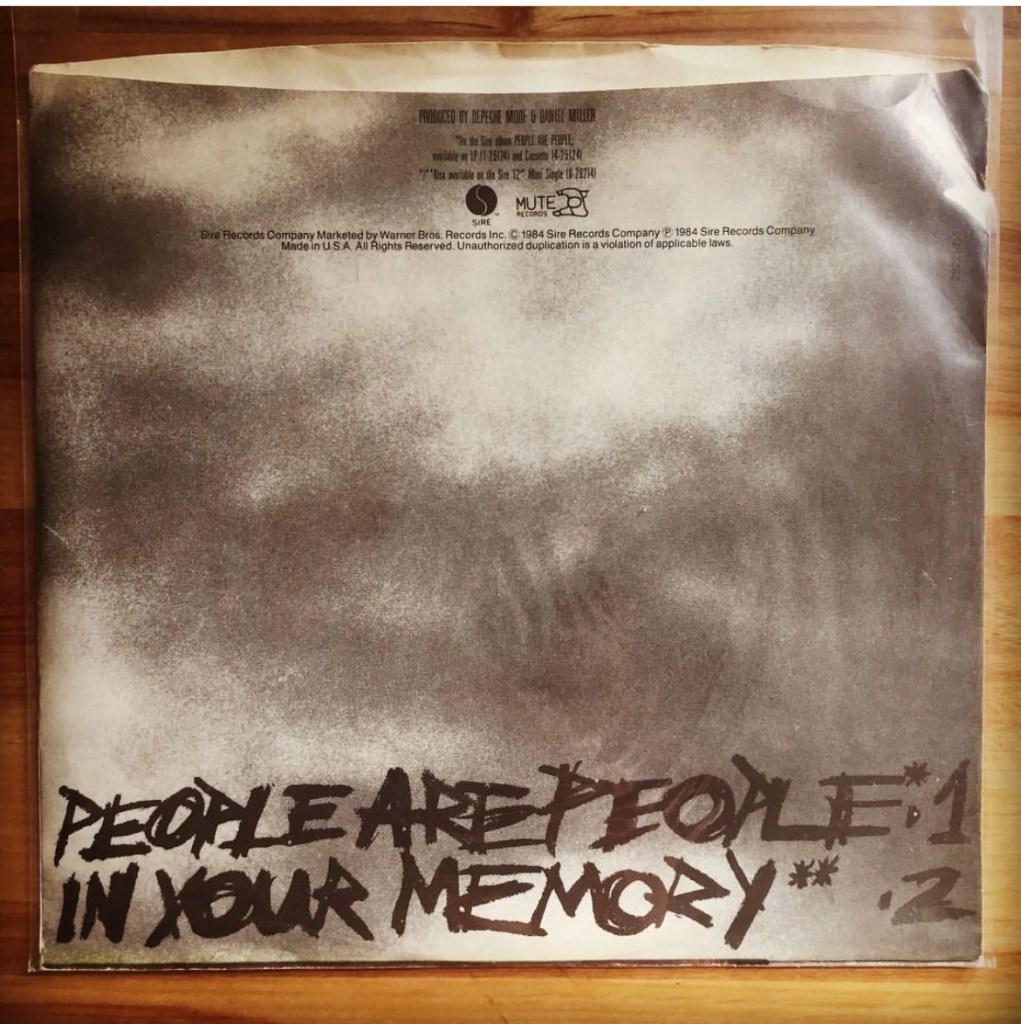 PRODUCED BY DEPECHE MODE & DANIEL MILLER
*On the Sire album PEOPLE ARE PEOPLE;
available on LP (1-25124) and Cassette (4-25124)
*/**Also available on the Sire 12" Maxi Single (0-20214)
SIRE
MUTE
RECORDS
Sire Records Company Marketed by Warner Bros. Records Inc. © 1984 Sire Records Company ℗ 1984 Sire Records Company
Made in U.S.A. All Rights Reserved. Unauthorized duplication is a violation of applicable laws.
PEOPLE ARE PEOPLE* .1
IN YOUR MEMORY** .2